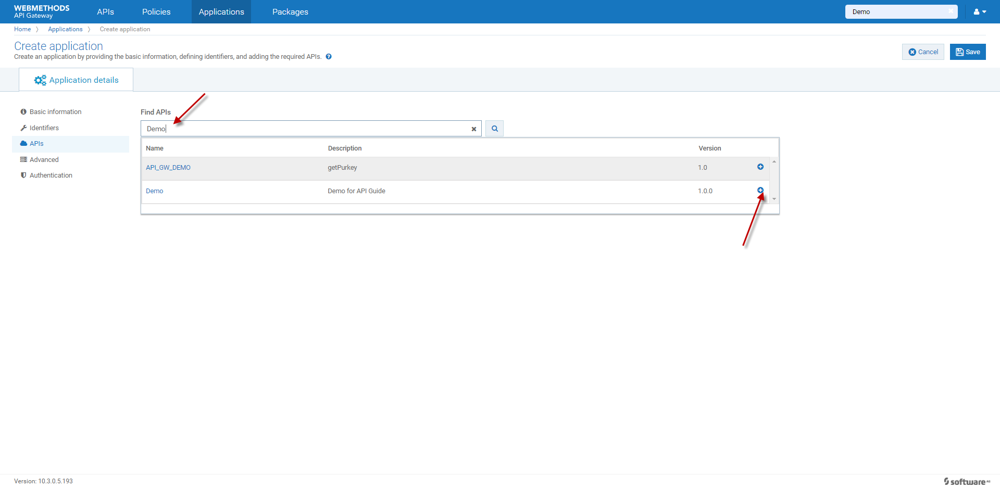 WEBMETHODS
API Gateway
APIs Policies Applications Packages
Demo
Home Applications Create application
Create application
Create an application by providing the basic information, defining identifiers, and adding the required APIs.
Cancel Save
Application details
Basic information
Identifiers
APIs
Advanced
Authentication
Find APIs
Demo
Name Description Version
API_GW_DEMO getPurkey 1.0
Demo Demo for API Guide 1.0.0
Version: 10.3.0.5.193
software AG